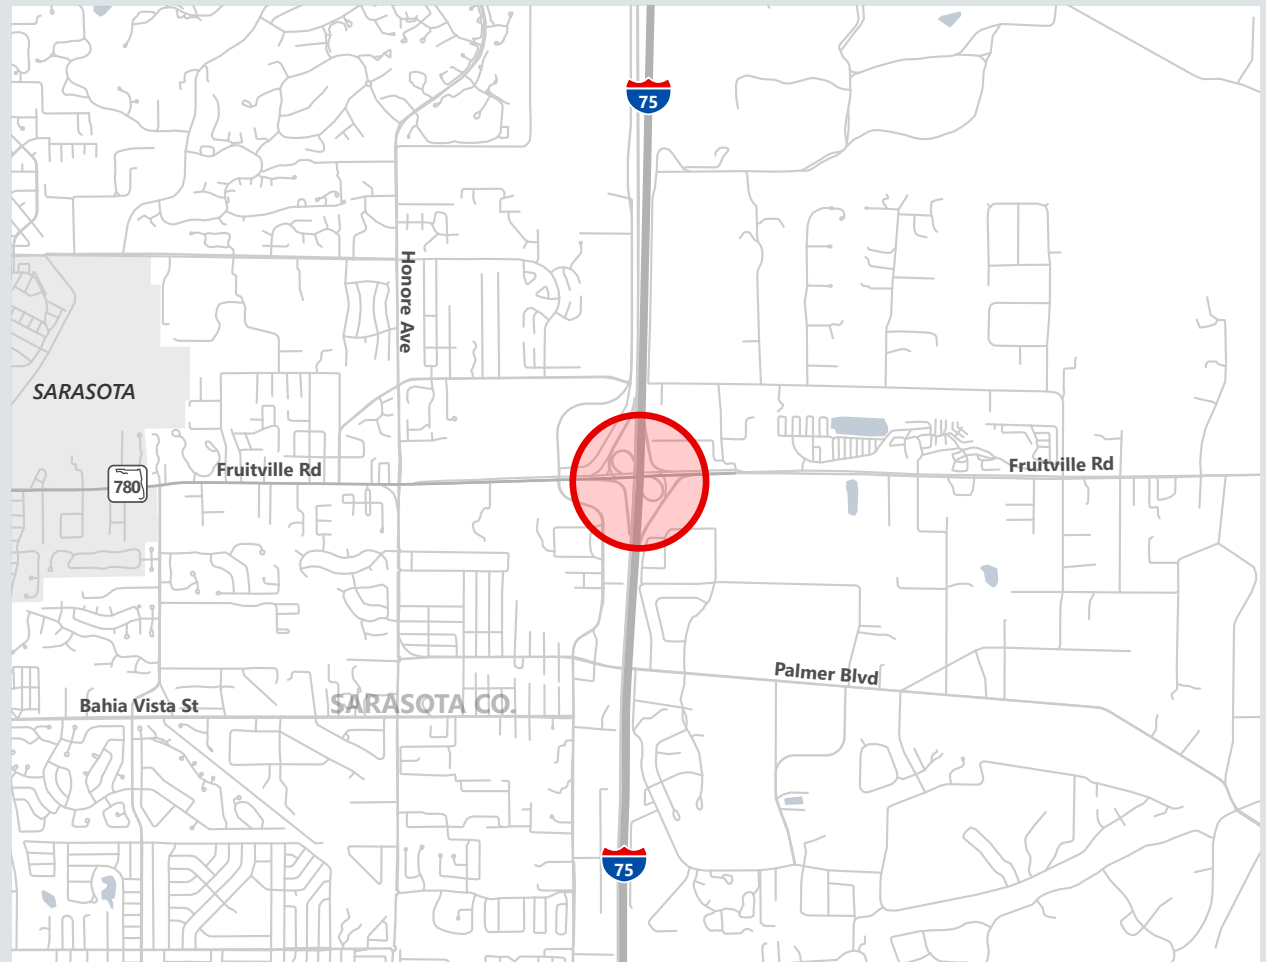 75
Honore Ave
SARASOTA
Fruitville Rd
Fruitville Rd
780
Palmer Blvd
Bahia Vista St
SARASOTA CO.
75